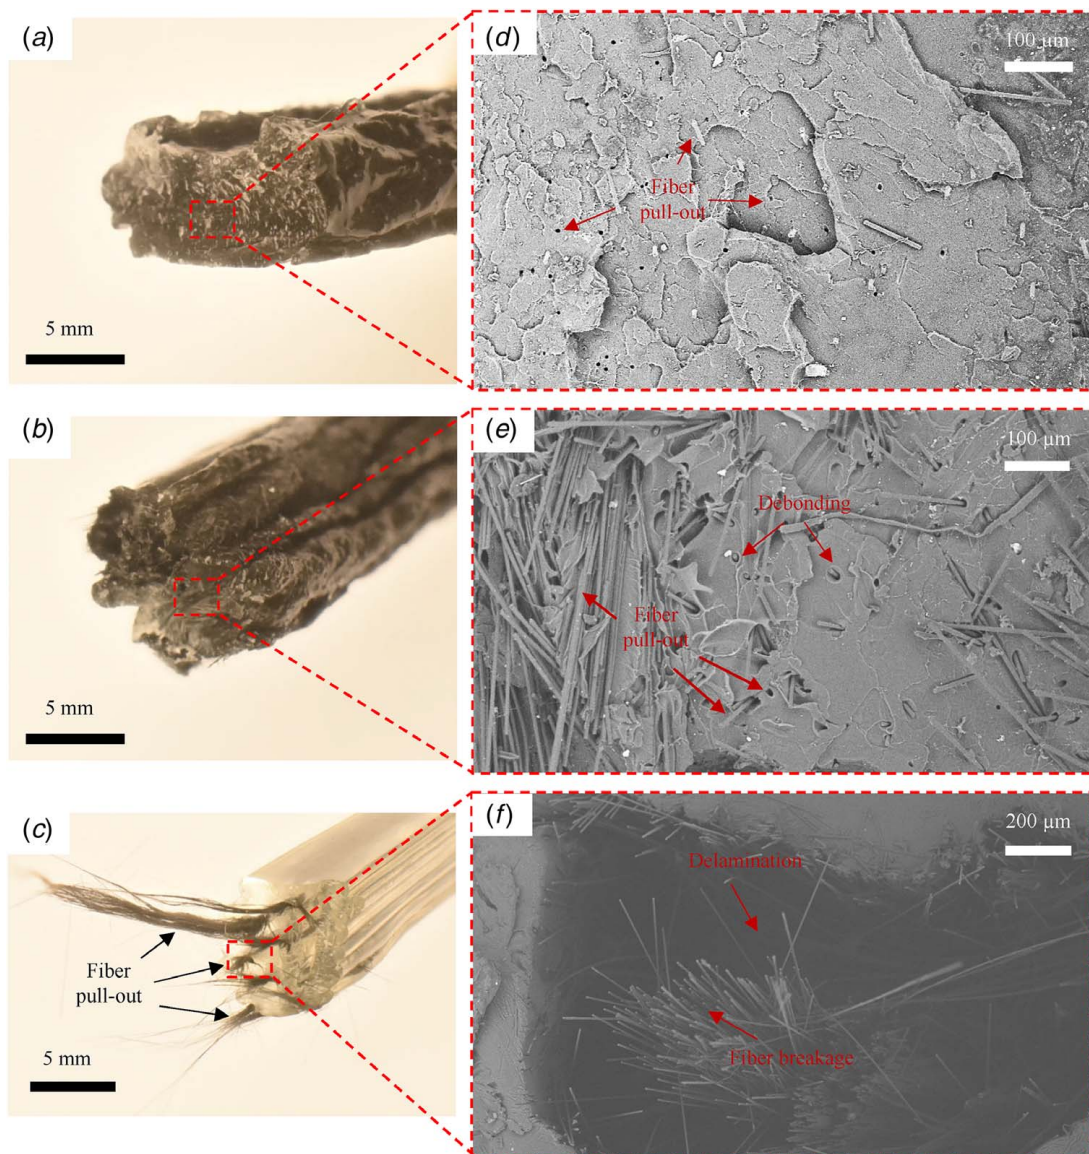 (a)
5 mm
(d)
100 µm
Fiber
pull-out
(b)
5 mm
(e)
100 µm
Debonding
Fiber
pull-out
(c)
Fiber
pull-out
5 mm
(f)
200 µm
Delamination
Fiber breakage